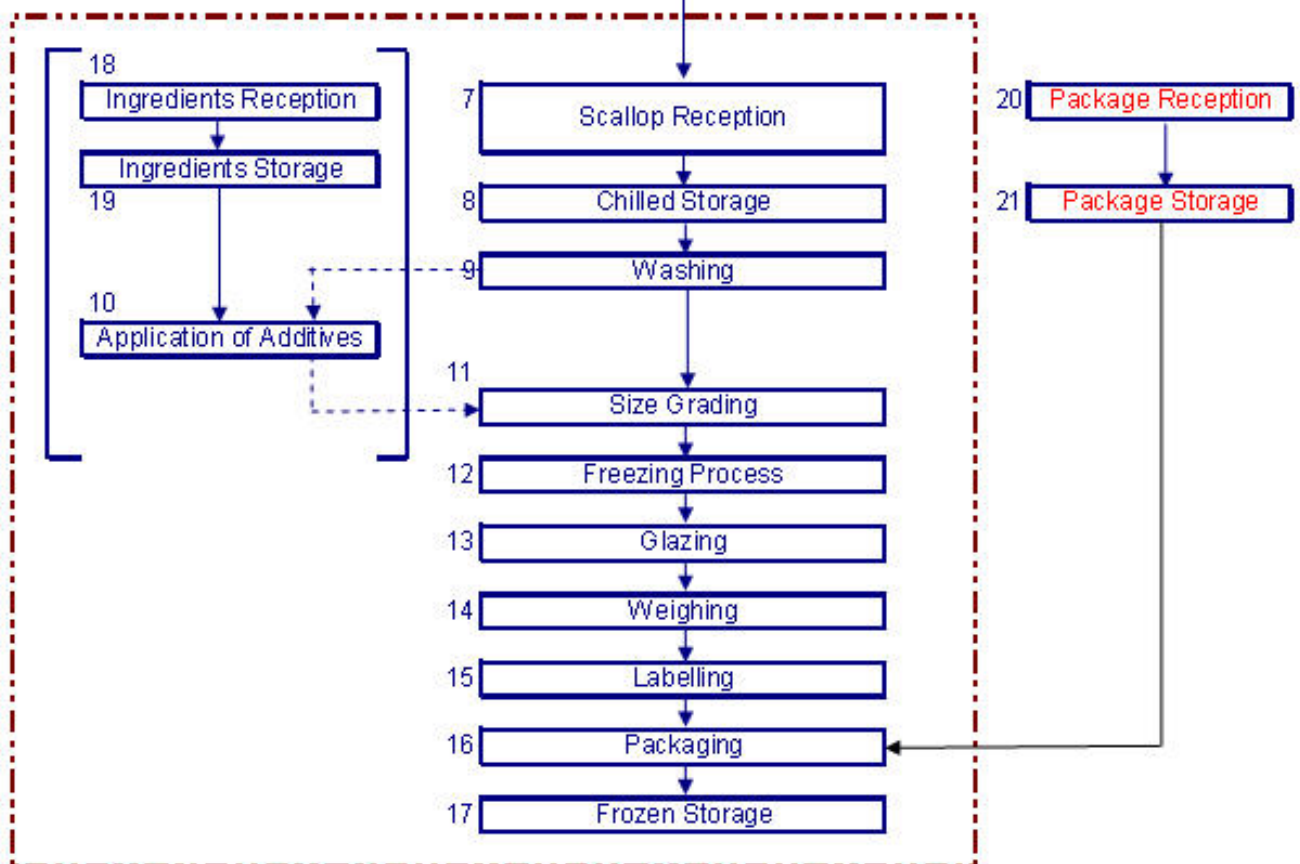 18
Ingredients Reception
Ingredients Storage
19
10
Application of Additives
7
Scallop Reception
8
Chilled Storage
9
Washing
11
Size Grading
12
Freezing Process
13
Glazing
14
Weighing
15
Labelling
16
Packaging
17
Frozen Storage
20
Package Reception
21
Package Storage